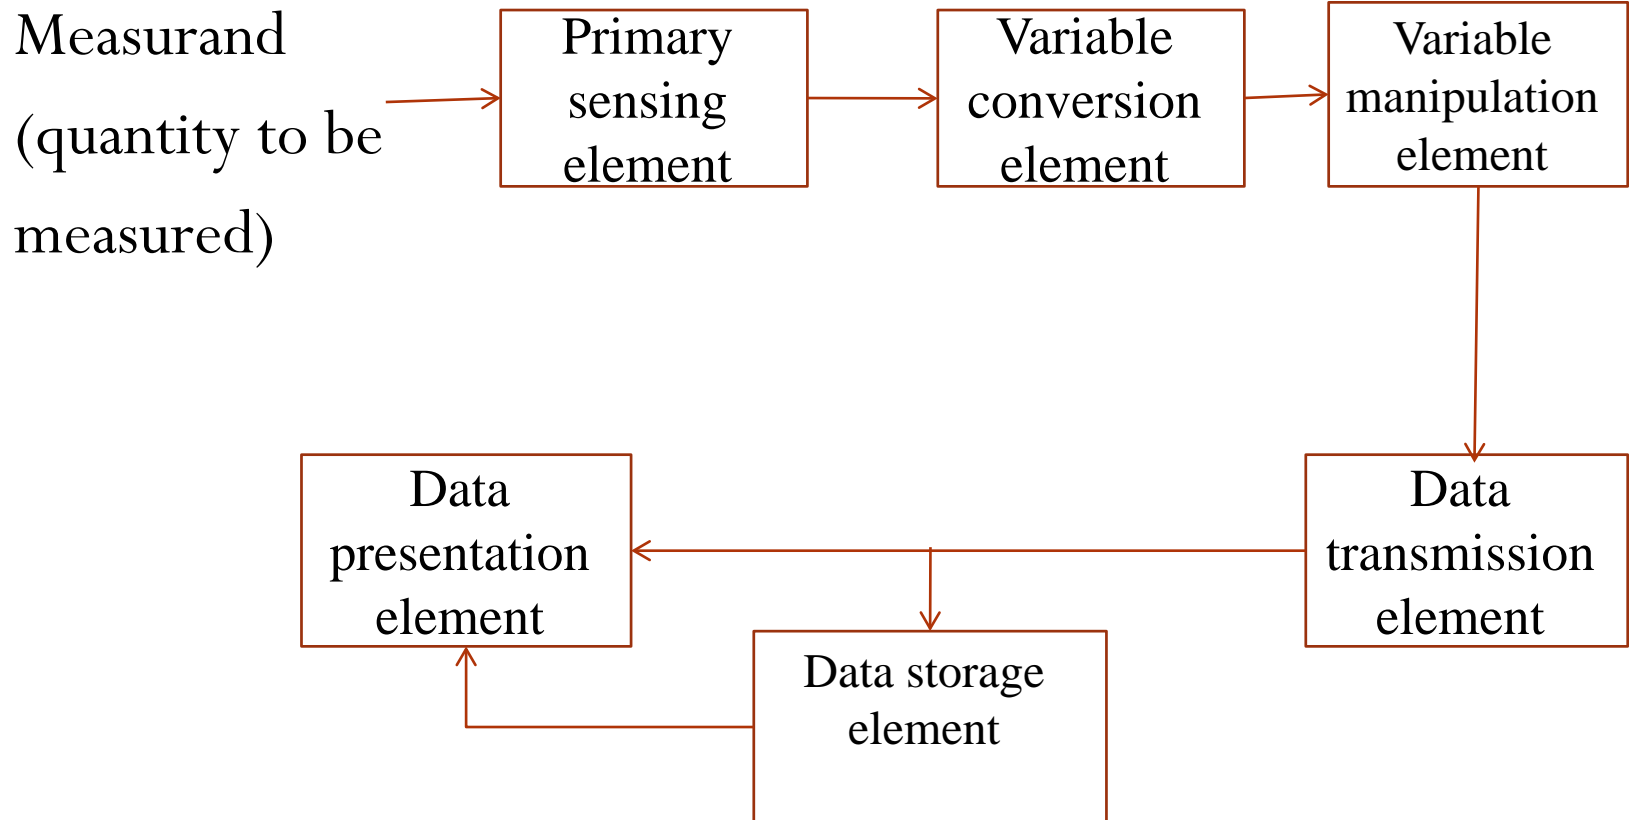 Measurand
(quantity to be
measured)
Primary
sensing
element
Variable
conversion
element
Variable
manipulation
element
Data
presentation
element
Data
transmission
element
Data storage
element